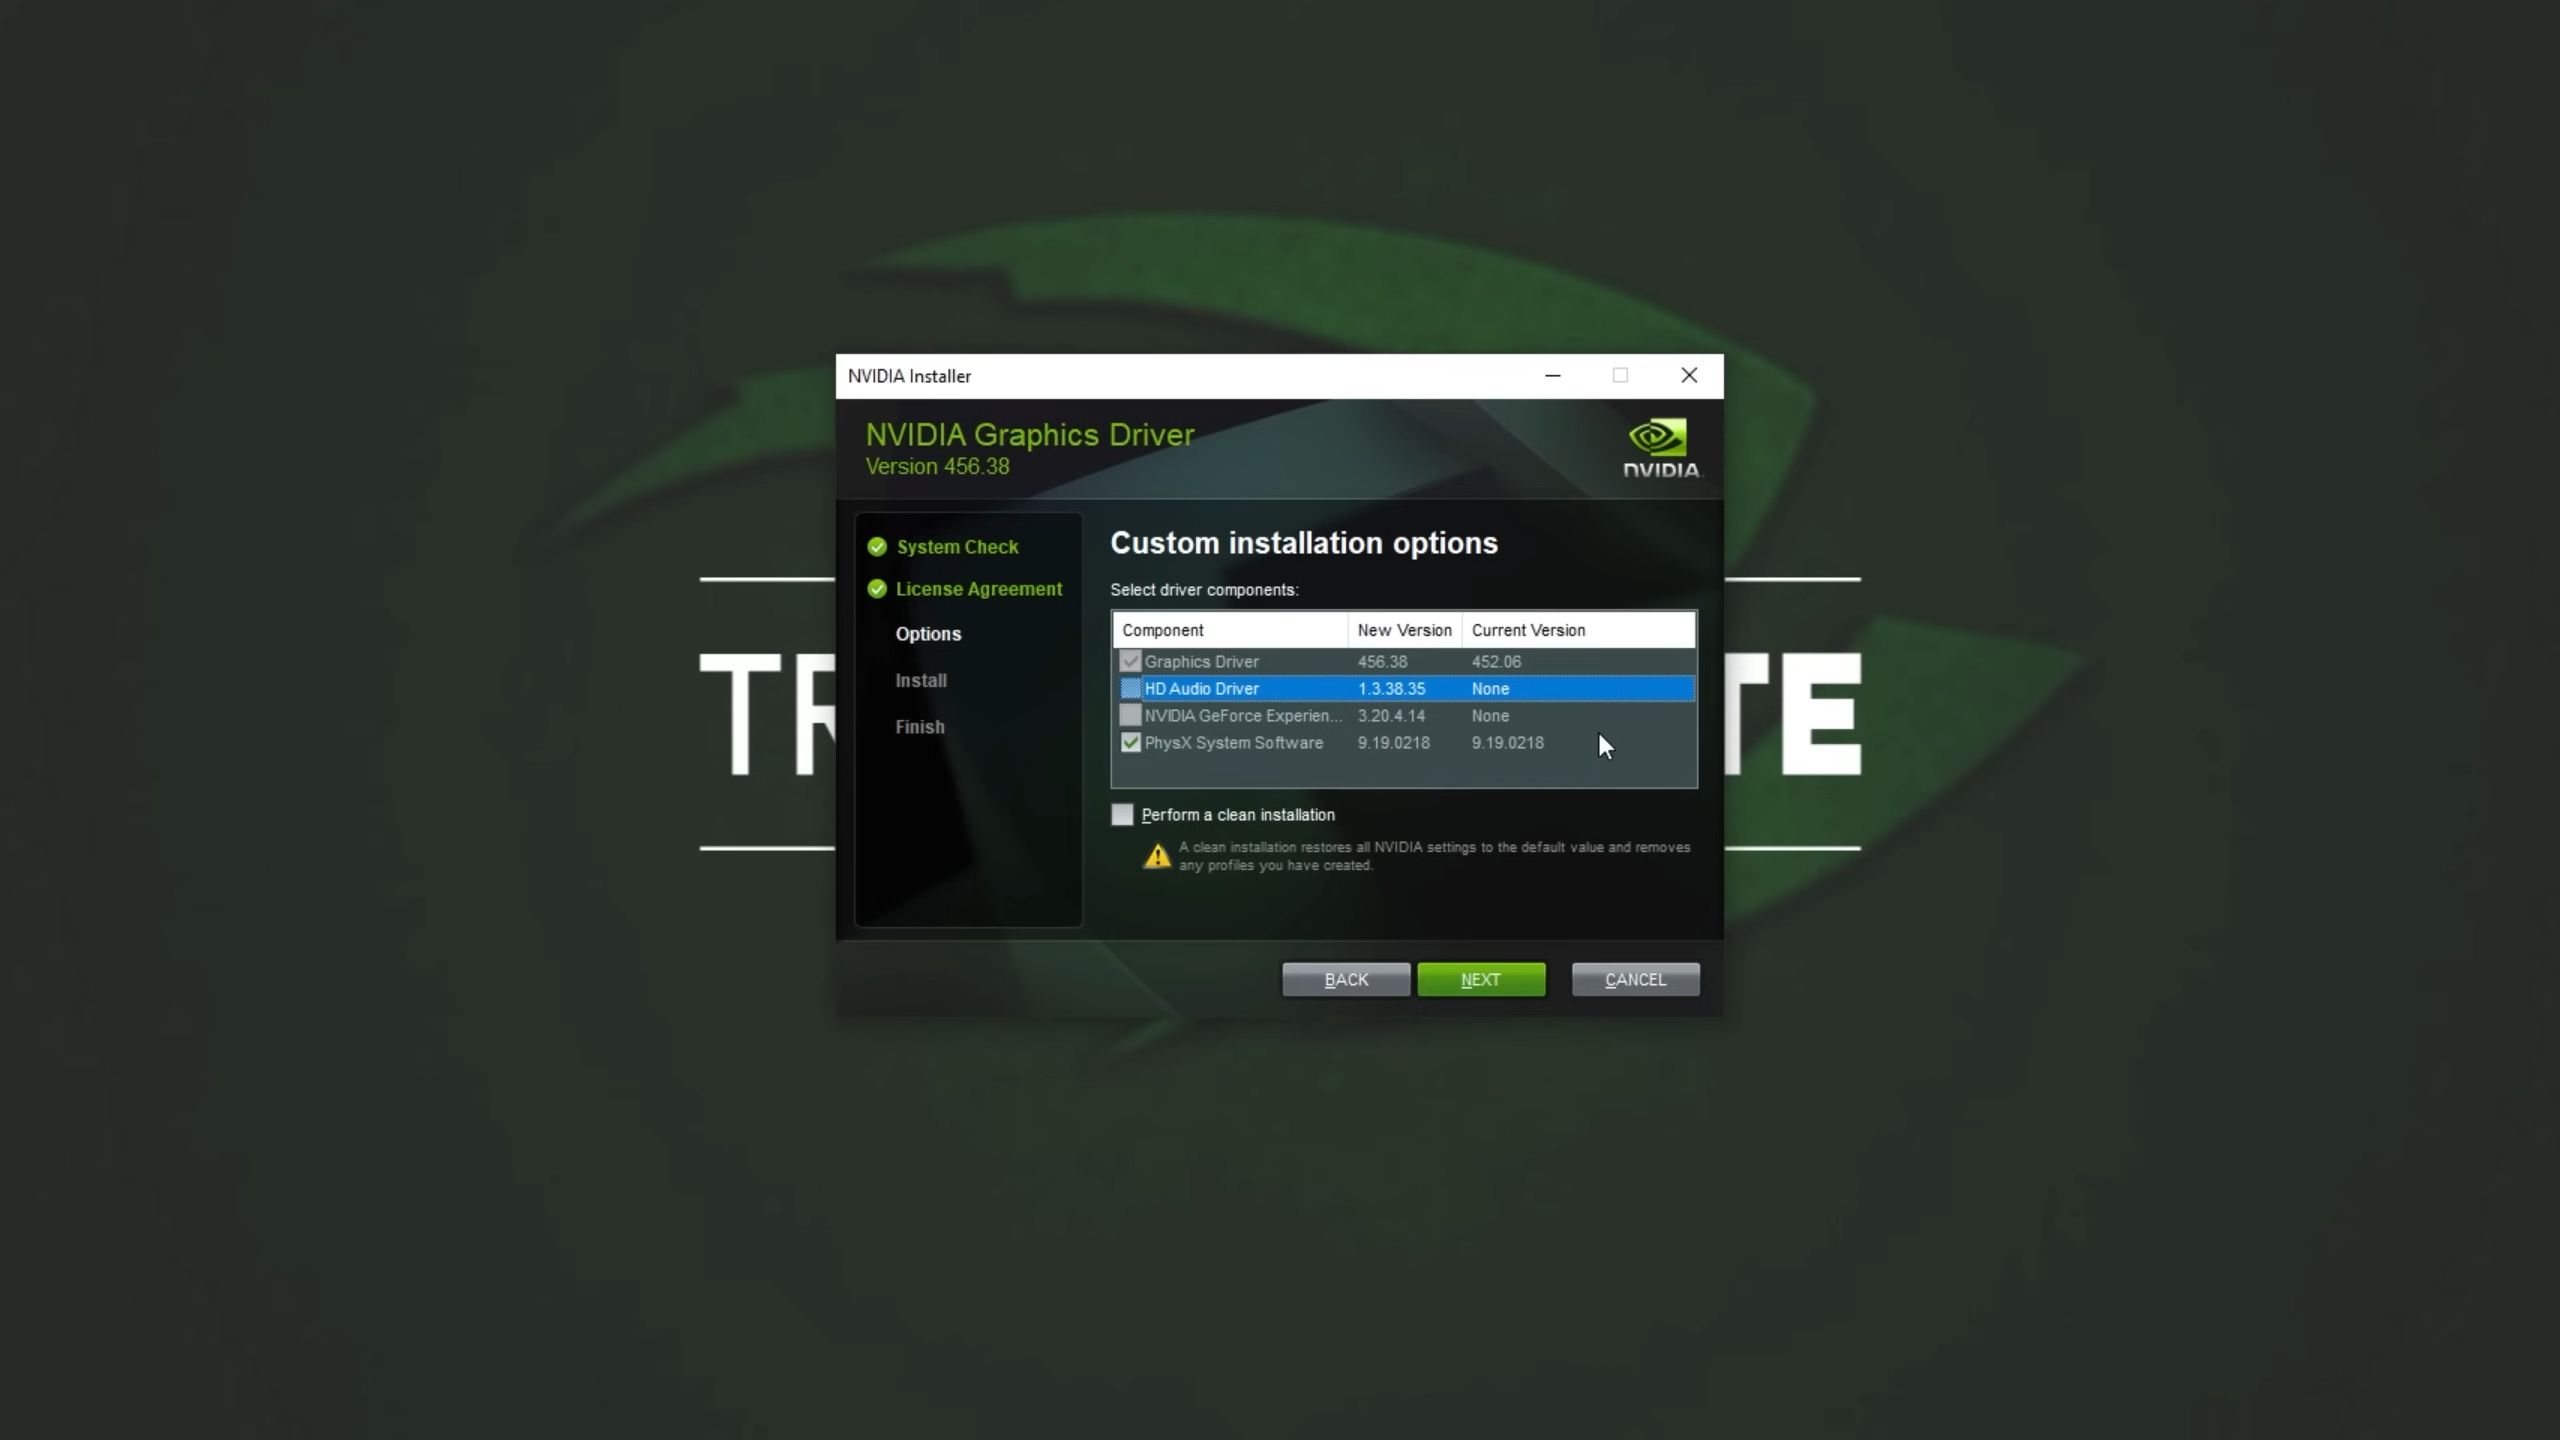 NVIDIA Installer
NVIDIA Graphics Driver
Version 456.38
NVIDIA
System Check
License Agreement
Options
Install
Finish
Custom installation options
Select driver components:
Component New Version Current Version
Graphics Driver 456.38 452.06
HD Audio Driver 1.3.38.35 None
NVIDIA GeForce Experien... 3.20.4.14 None
PhysX System Software 9.19.0218 9.19.0218
Perform a clean installation
A clean installation restores all NVIDIA settings to the default value and removes
any profiles you have created.
BACK NEXT CANCEL